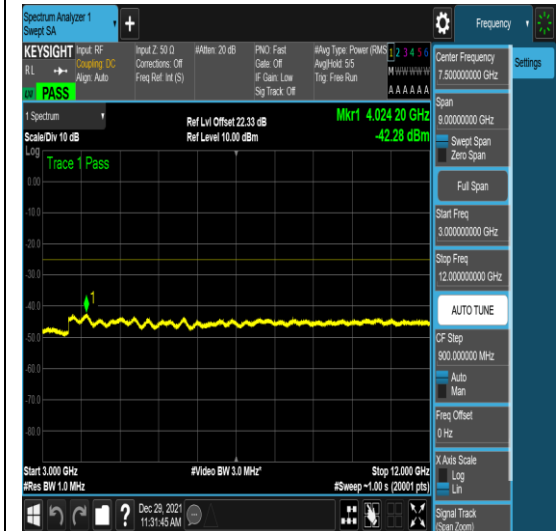 Spectrum Analyzer 1
Swept SA
+
Frequency
KEYSIGHT
RL
Input: RF
Coupling: DC
Align: Auto
Input Z: 50 Ω
Corrections: Off
Freq Ref: Int (S)
#Atten: 20 dB
PNO: Fast
Gate: Off
IF Gain: Low
Sig Track: Off
#Avg Type: Power (RMS
Avg|Hold: 5/5
Trig: Free Run
1 2 3 4 5 6
M W W W W W
A A A A A A
PASS
Center Frequency
7.500000000 GHz
Settings
Span
9.00000000 GHz
Swept Span
Zero Span
Full Span
Start Freq
3.000000000 GHz
Stop Freq
12.000000000 GHz
AUTO TUNE
CF Step
900.000000 MHz
Auto
Man
Freq Offset
0 Hz
X Axis Scale
Log
Lin
Signal Track
(Span Zoom)
1 Spectrum
Scale/Div 10 dB
Ref Lvl Offset 22.33 dB
Ref Level 10.00 dBm
Mkr1 4.024 20 GHz
-42.28 dBm
Log
Trace 1 Pass
0.00
-10.0
-20.0
-30.0
-40.0
-50.0
-60.0
-70.0
-80.0
1
Start 3.000 GHz
#Res BW 1.0 MHz
#Video BW 3.0 MHz*
Stop 12.000 GHz
#Sweep ~1.00 s (20001 pts)
?
Dec 29, 2021
11:31:45 AM